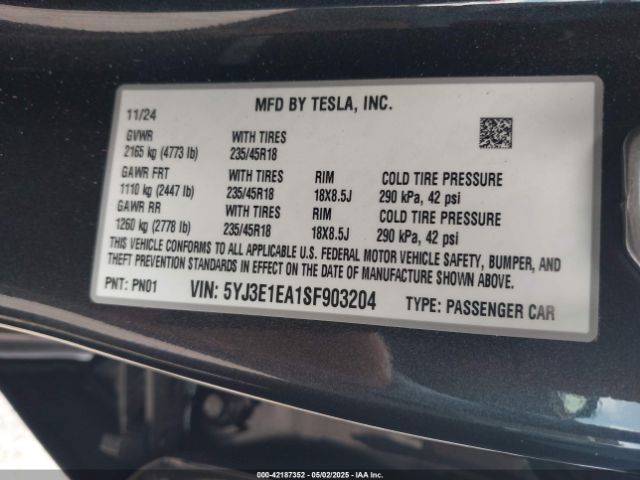 MFD BY TESLA, INC.
11/24
GVWR WITH TIRES
2165 kg (4773 lb) 235/45R18
GAWR FRT WITH TIRES RIM COLD TIRE PRESSURE
1110 kg (2447 lb) 235/45R18 18X8.5J 290 kPa, 42 psi
GAWR RR WITH TIRES RIM COLD TIRE PRESSURE
1260 kg (2778 lb) 235/45R18 18X8.5J 290 kPa, 42 psi
THIS VEHICLE CONFORMS TO ALL APPLICABLE U.S. FEDERAL MOTOR VEHICLE SAFETY, BUMPER, AND
THEFT PREVENTION STANDARDS IN EFFECT ON THE DATE OF MANUFACTURE SHOWN ABOVE.
PNT: PN01 VIN: 5YJ3E1EA1SF903204 TYPE: PASSENGER CAR
000-42187352 - 05/02/2025 - IAA, Inc.